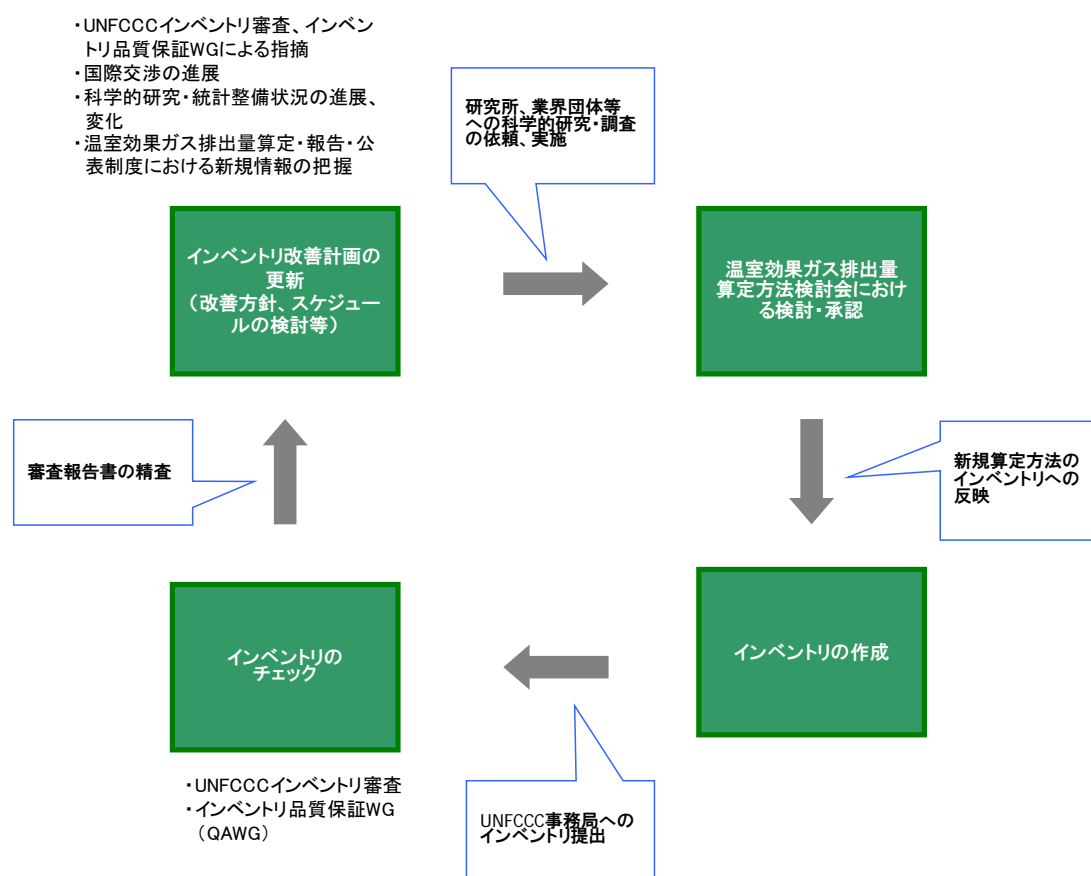 ・UNFCCCインベントリ審査、インベン
トリ品質保証WGによる指摘
・国際交渉の進展
・科学的研究・統計整備状況の進展、
変化
・温室効果ガス排出量算定・報告・公
表制度における新規情報の把握
研究所、業界団体等
への科学的研究・調査
の依頼、実施
インベントリ改善計画の
更新
（改善方針、スケジュー
ルの検討等）
温室効果ガス排出量
算定方法検討会におけ
る検討・承認
審査報告書の精査
新規算定方法の
インベントリへの
反映
インベントリの
チェック
インベントリの作成
・UNFCCCインベントリ審査
・インベントリ品質保証WG
（QAWG）
UNFCCC事務局への
インベントリ提出